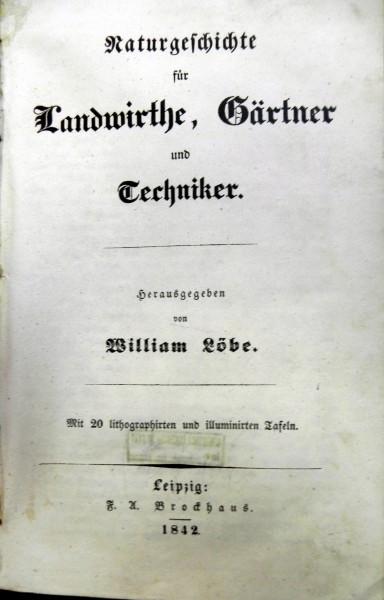 Naturgeschichte
für
Landwirthe, Gärtner
und
Techniker.
Herausgegeben
von
William Löbe.
Mit 20 lithographirten und illuminirten Tafeln.
Leipzig:
F. A. Brockhaus.
1842.